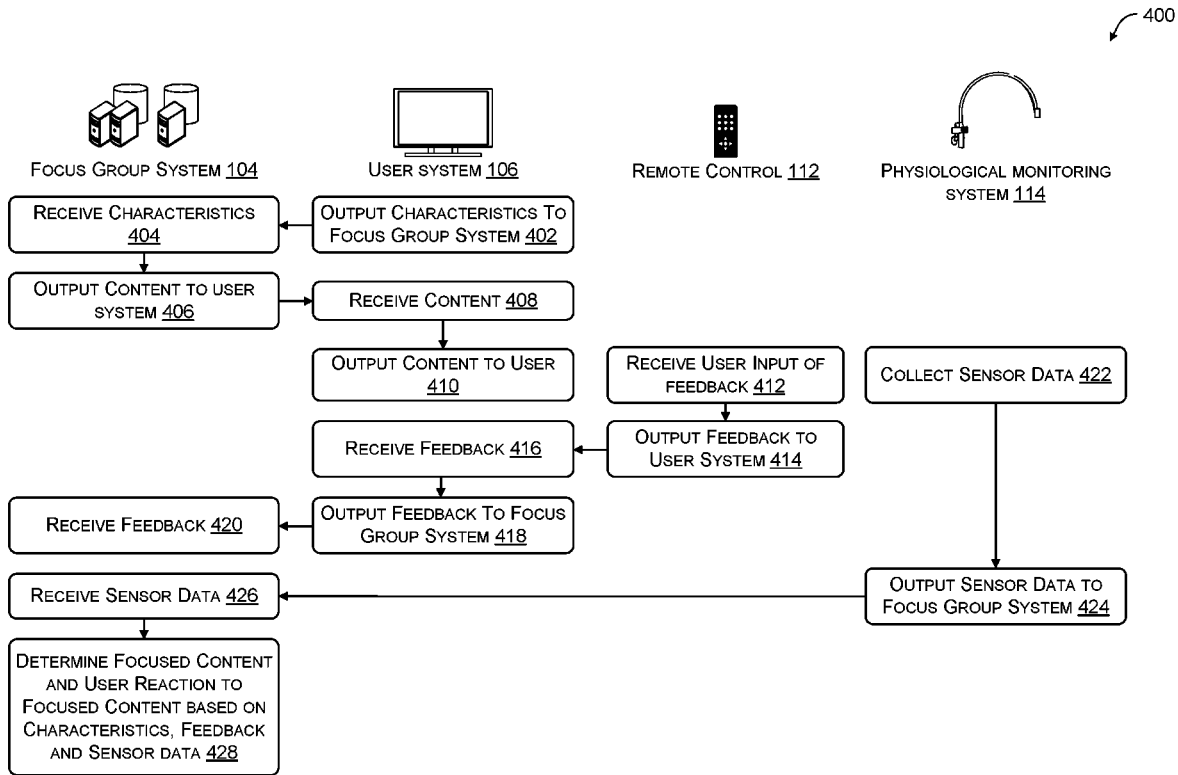 400
FOCUS GROUP SYSTEM 104
USER SYSTEM 106
REMOTE CONTROL 112
PHYSIOLOGICAL MONITORING
SYSTEM 114
RECEIVE CHARACTERISTICS
404
OUTPUT CHARACTERISTICS TO
FOCUS GROUP SYSTEM 402
OUTPUT CONTENT TO USER
SYSTEM 406
RECEIVE CONTENT 408
OUTPUT CONTENT TO USER
410
RECEIVE USER INPUT OF
FEEDBACK 412
COLLECT SENSOR DATA 422
RECEIVE FEEDBACK 416
OUTPUT FEEDBACK TO
USER SYSTEM 414
RECEIVE FEEDBACK 420
OUTPUT FEEDBACK TO FOCUS
GROUP SYSTEM 418
RECEIVE SENSOR DATA 426
OUTPUT SENSOR DATA TO
FOCUS GROUP SYSTEM 424
DETERMINE FOCUSED CONTENT
AND USER REACTION TO
FOCUSED CONTENT BASED ON
CHARACTERISTICS, FEEDBACK
AND SENSOR DATA 428